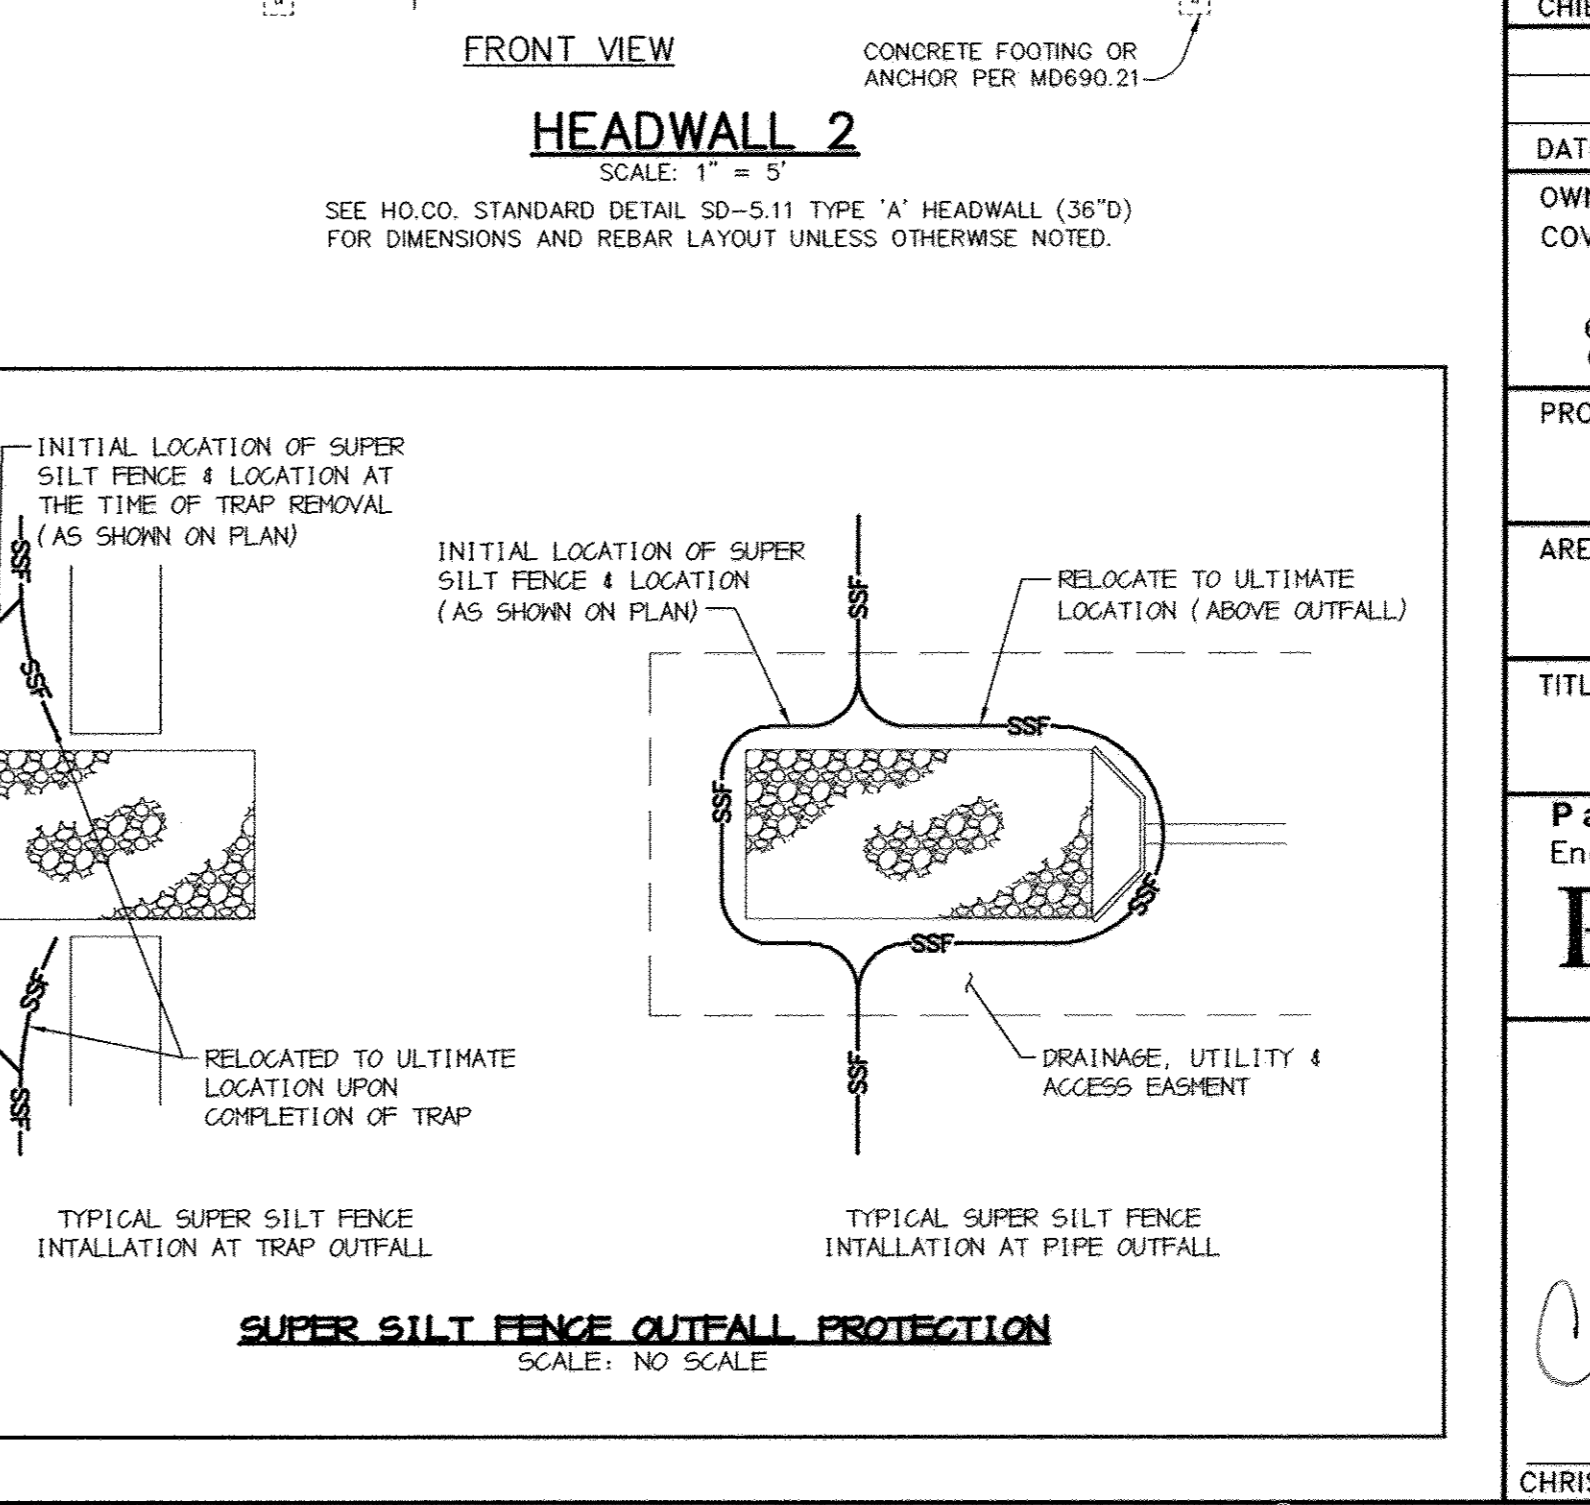 FRONT VIEW
CONCRETE FOOTING OR
ANCHOR PER MD690.21
HEADWALL 2
SCALE: 1" = 5'
SEE HO.CO. STANDARD DETAIL SD-5.11 TYPE 'A' HEADWALL (36"D)
FOR DIMENSIONS AND REBAR LAYOUT UNLESS OTHERWISE NOTED.
INITIAL LOCATION OF SUPER
SILT FENCE & LOCATION AT
THE TIME OF TRAP REMOVAL
(AS SHOWN ON PLAN)
SSF
SSF
SSF
SSF
RELOCATED TO ULTIMATE
LOCATION UPON
COMPLETION OF TRAP
TYPICAL SUPER SILT FENCE
INTALLATION AT TRAP OUTFALL
INITIAL LOCATION OF SUPER
SILT FENCE & LOCATION
(AS SHOWN ON PLAN)
RELOCATE TO ULTIMATE
LOCATION (ABOVE OUTFALL)
SSF
SSF
SSF
SSF
SSF
SSF
DRAINAGE, UTILITY &
ACCESS EASMENT
TYPICAL SUPER SILT FENCE
INTALLATION AT PIPE OUTFALL
SUPER SILT FENCE OUTFALL PROTECTION
SCALE: NO SCALE
CHIE
DAT
OWN
COV
PRO
ARE
TITL
Pa
En
CHRIS